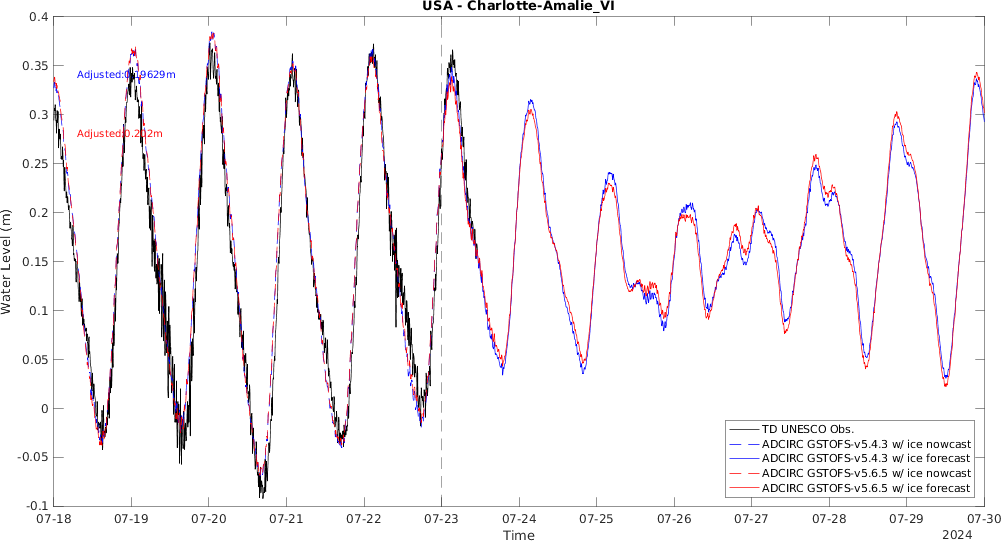 USA - Charlotte-Amalie_VI
0.4
0.35
0.3
0.25
0.2
0.15
0.1
0.05
0
-0.05
-0.1
Water Level (m)
Adjusted:0.19629m
Adjusted:0.202m
TD UNESCO Obs.
ADCIRC GSTOFS-v5.4.3 w/ ice nowcast
ADCIRC GSTOFS-v5.4.3 w/ ice forecast
ADCIRC GSTOFS-v5.6.5 w/ ice nowcast
ADCIRC GSTOFS-v5.6.5 w/ ice forecast
07-18 07-19 07-20 07-21 07-22 07-23 07-24 07-25 07-26 07-27 07-28 07-29 07-30
Time
2024